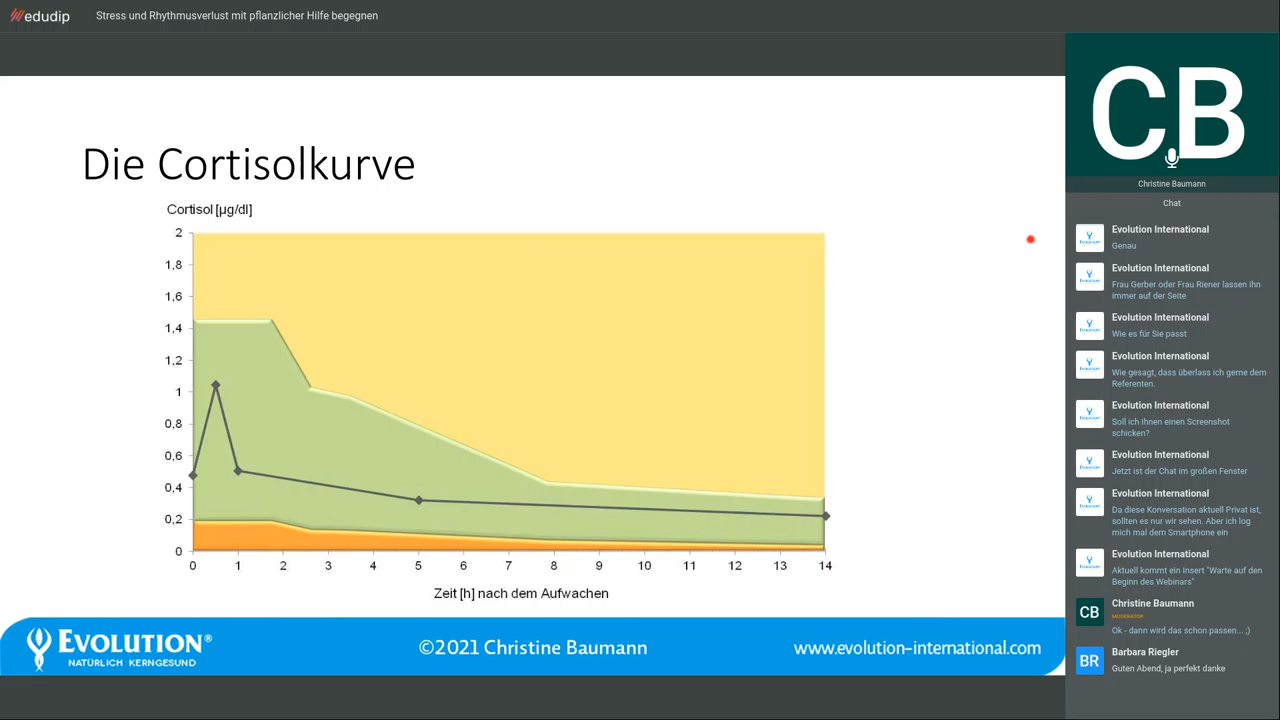 edudip
Stress und Rhythmusverlust mit pflanzlicher Hilfe begegnen
Die Cortisolkurve
Cortisol [µg/dl]
2
1,8
1,6
1,4
1,2
1
0,8
0,6
0,4
0,2
0
0 1 2 3 4 5 6 7 8 9 10 11 12 13 14
Zeit [h] nach dem Aufwachen
EVOLUTION®
NATÜRLICH KERNGESUND
©2021 Christine Baumann
www.evolution-international.com
CB
Christine Baumann
Chat
Evolution International
Genau
Evolution International
Frau Gerber oder Frau Riener lassen ihn
immer auf der Seite
Evolution International
Wie es für Sie passt
Evolution International
Wie gesagt, dass überlass ich gerne dem
Referenten.
Evolution International
Soll ich ihnen einen Screenshot
schicken?
Evolution International
Jetzt ist der Chat im großen Fenster
Evolution International
Da diese Konversation aktuell Privat ist,
sollten es nur wir sehen. Aber ich log
mich mal dem Smartphone ein
Evolution International
Aktuell kommt ein Insert "Warte auf den
Beginn des Webinars"
CB
Christine Baumann
MODERATOR
Ok - dann wird das schon passen... ;)
BR
Barbara Riegler
Guten Abend, ja perfekt danke